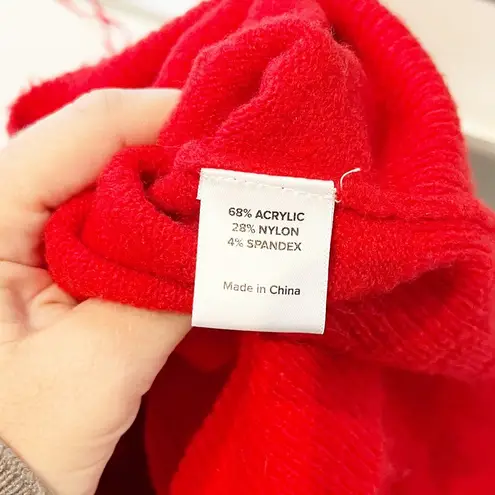 68% ACRYLIC
28% NYLON
4% SPANDEX
Made in China